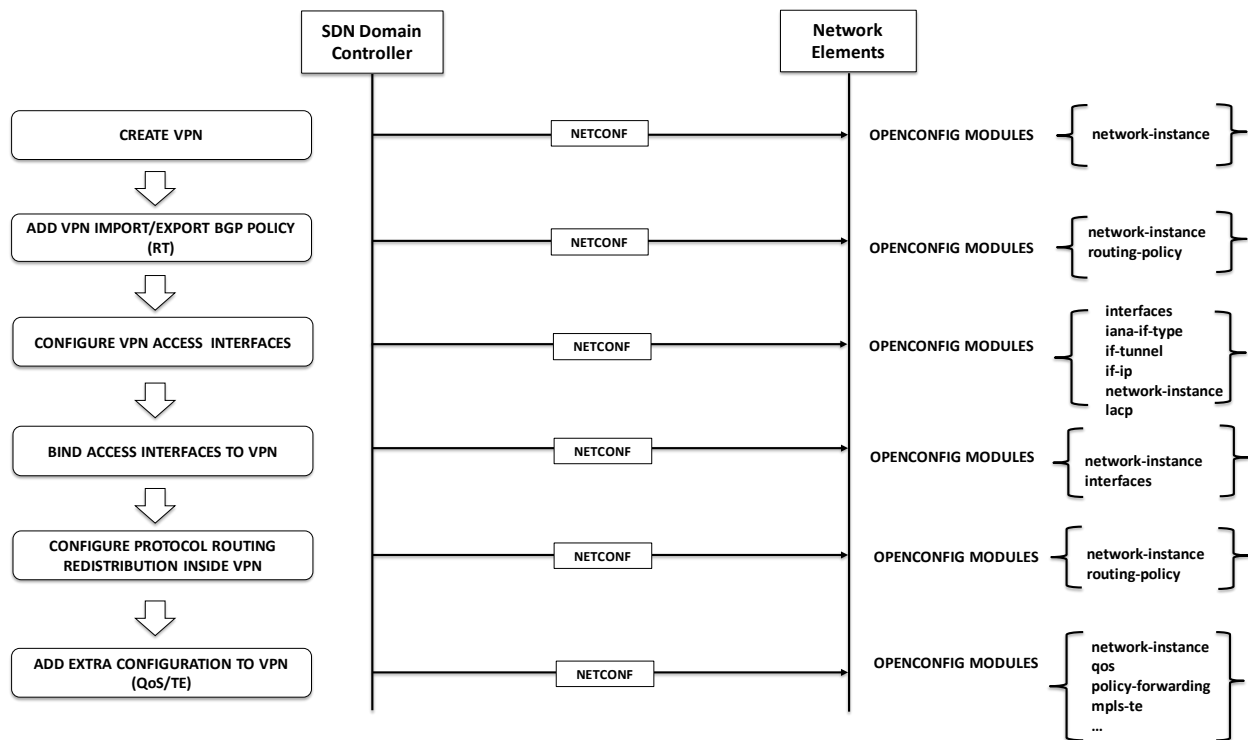 SDN Domain
Controller
Network
Elements
CREATE VPN
NETCONF
OPENCONFIG MODULES
network-instance
ADD VPN IMPORT/EXPORT BGP POLICY
(RT)
NETCONF
OPENCONFIG MODULES
network-instance
routing-policy
CONFIGURE VPN ACCESS INTERFACES
NETCONF
OPENCONFIG MODULES
interfaces
iana-if-type
if-tunnel
if-ip
network-instance
lacp
BIND ACCESS INTERFACES TO VPN
NETCONF
OPENCONFIG MODULES
network-instance
interfaces
CONFIGURE PROTOCOL ROUTING
REDISTRIBUTION INSIDE VPN
NETCONF
OPENCONFIG MODULES
network-instance
routing-policy
ADD EXTRA CONFIGURATION TO VPN
(QoS/TE)
NETCONF
OPENCONFIG MODULES
network-instance
qos
policy-forwarding
mpls-te
...